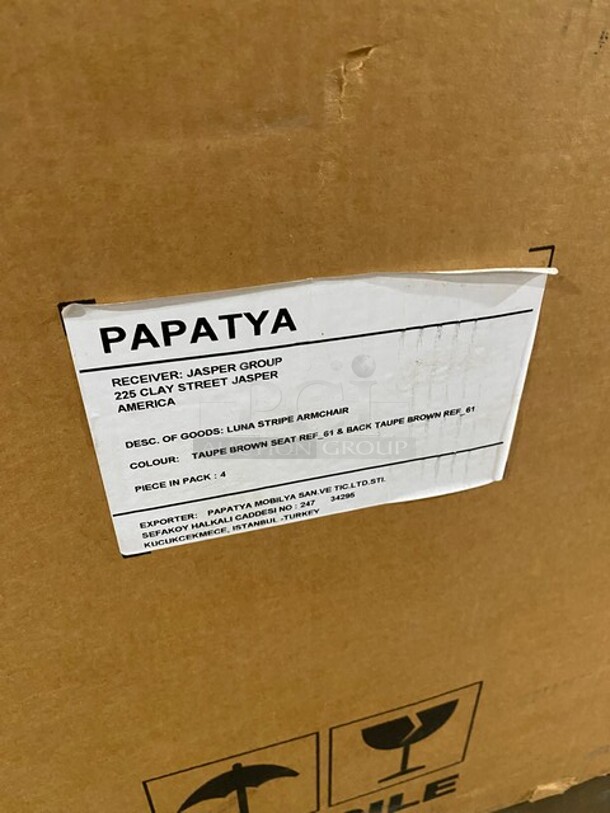 PAPATYA
RECEIVER: JASPER GROUP
225 CLAY STREET JASPER
AMERICA
DESC. OF GOODS: LUNA STRIPE ARMCHAIR
COLOUR: TAUPE BROWN SEAT REF_61 & BACK TAUPE BROWN REF_61
PIECE IN PACK : 4
EXPORTER: PAPATYA MOBILYA SAN.VE TIC.LTD.STI.
SEFAKOY HALKALI CADDESI NO : 247 34295
KUCUKCEKMECE, ISTANBUL -TURKEY